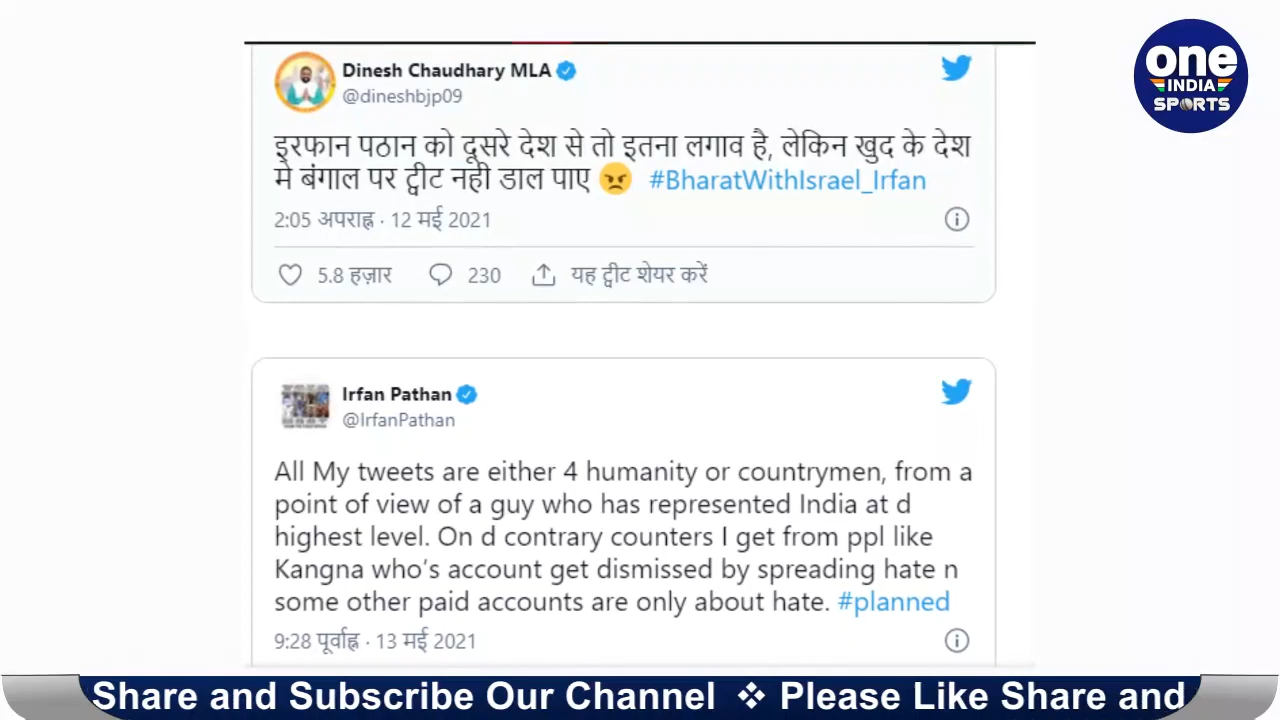 one
INDIA
SPORTS
Dinesh Chaudhary MLA
@dineshbjp09
इरफान पठान को दूसरे देश से तो इतना लगाव है, लेकिन खुद के देश
मे बंगाल पर ट्वीट नही डाल पाए 😠 #BharatWithIsrael_Irfan
2:05 अपराह्न · 12 मई 2021
5.8 हज़ार 230 यह ट्वीट शेयर करें
Irfan Pathan
@IrfanPathan
All My tweets are either 4 humanity or countrymen, from a
point of view of a guy who has represented India at d
highest level. On d contrary counters I get from ppl like
Kangna who’s account get dismissed by spreading hate n
some other paid accounts are only about hate. #planned
9:28 पूर्वाह्न · 13 मई 2021
Share and Subscribe Our Channel ❖ Please Like Share and